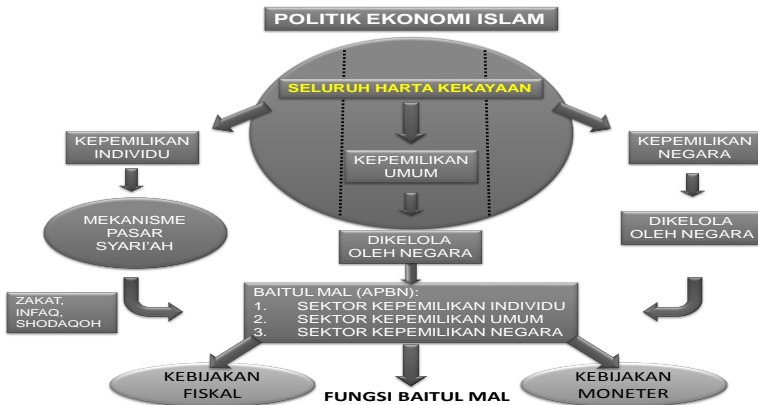 POLITIK EKONOMI ISLAM
SELURUH HARTA KEKAYAAN
KEPEMILIKAN
INDIVIDU
KEPEMILIKAN
UMUM
KEPEMILIKAN
NEGARA
MEKANISME
PASAR
SYARI'AH
DIKELOLA
OLEH NEGARA
DIKELOLA
OLEH NEGARA
ZAKAT,
INFAQ,
SHODAQOH
BAITUL MAL (APBN):
1. SEKTOR KEPEMILIKAN INDIVIDU
2. SEKTOR KEPEMILIKAN UMUM
3. SEKTOR KEPEMILIKAN NEGARA
KEBIJAKAN
FISKAL
FUNGSI BAITUL MAL
KEBIJAKAN
MONETER